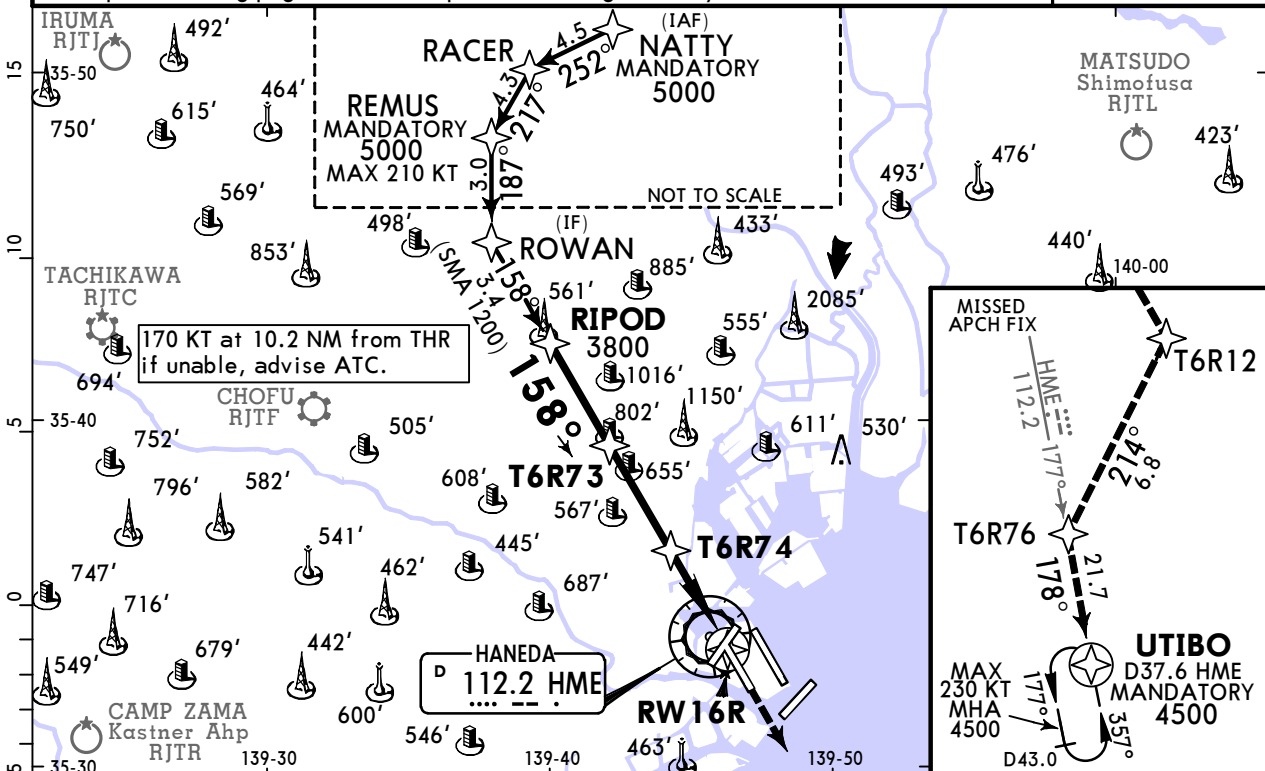 IRUMA
RJTJ
492'
15
35-50
750'
615'
464'
RACER
4.5
252°
(IAF)
NATTY
MANDATORY
5000
4.3
217°
REMUS
MANDATORY
5000
MAX 210 KT
3.0
187°
NOT TO SCALE
MATSUDO
Shimofusa
RJTL
423'
493'
476'
569'
498'
853'
10
(IF)
ROWAN
433'
440'
140-00
(SMA 1200)
3.4
158°
561'
885'
2085'
TACHIKAWA
RJTC
694'
170 KT at 10.2 NM from THR
if unable, advise ATC.
RIPOD
3800
555'
1016'
158°
CHOFU
RJTF
802'
1150'
5
35-40
505'
611'
530'
752'
T6R73
655'
796'
582'
608'
567'
541'
445'
T6R74
747'
0
462'
687'
716'
549'
679'
442'
600'
HANEDA
D
112.2 HME
RW16R
CAMP ZAMA
Kastner Ahp
RJTR
546'
463'
5
35-30
139-30
139-40
139-50
MISSED
APCH FIX
T6R12
HME
112.2
177°
214°
6.8
T6R76
178°
21.7
UTIBO
D37.6 HME
MANDATORY
4500
MAX
230 KT
MHA
4500
177°
357°
D43.0